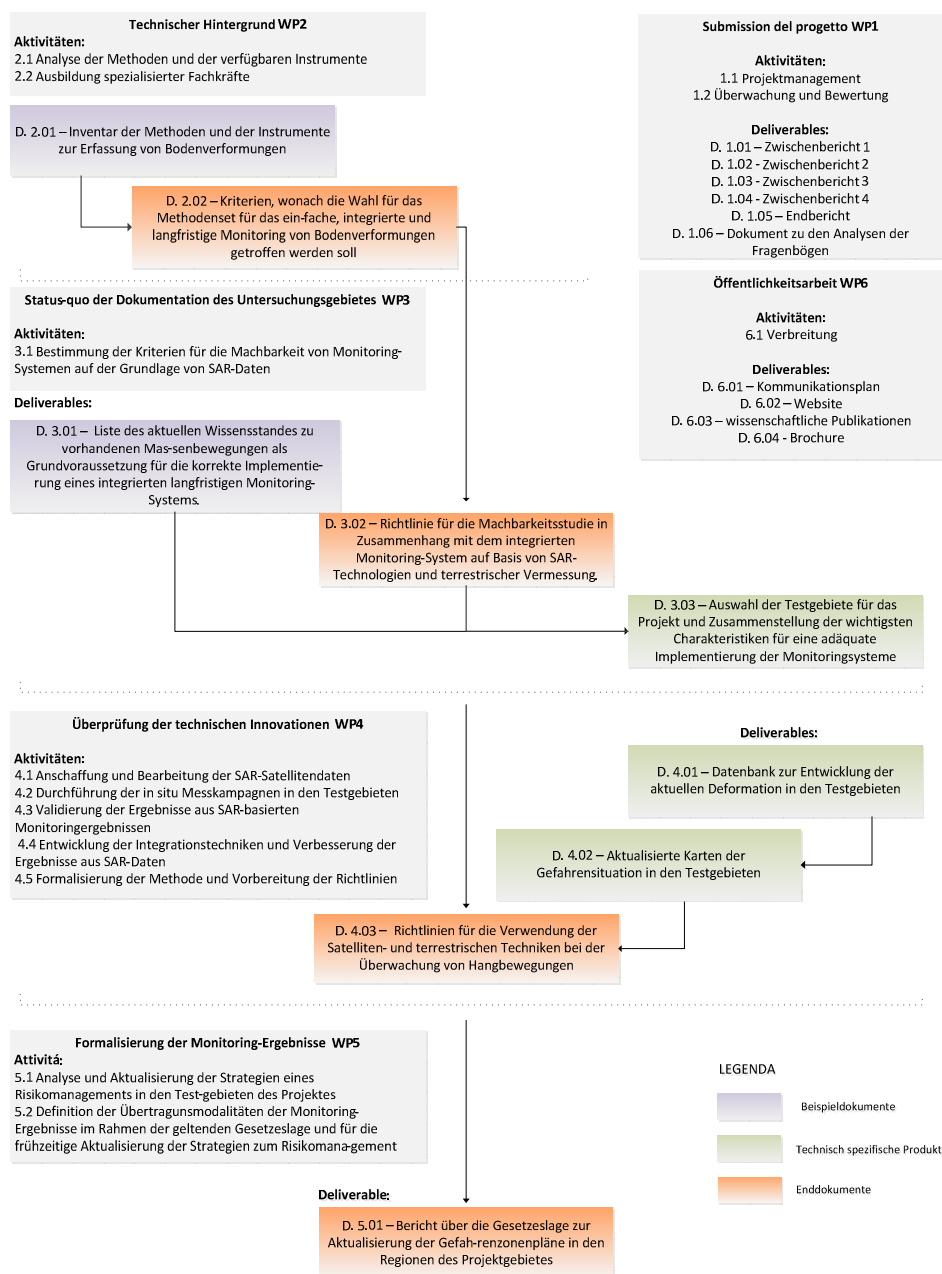 Technischer Hintergrund WP2
Aktivitäten:
2.1 Analyse der Methoden und der verfügbaren Instrumente
2.2 Ausbildung spezialisierter Fachkräfte
D. 2.01 – Inventar der Methoden und der Instrumente
zur Erfassung von Bodenverformungen
D. 2.02 – Kriterien, wonach die Wahl für das
Methodenset für das ein-fache, integrierte und
langfristige Monitoring von Bodenverformungen
getroffen werden soll
Submission del progetto WP1
Aktivitäten:
1.1 Projektmanagement
1.2 Überwachung und Bewertung
Deliverables:
D. 1.01 – Zwischenbericht 1
D. 1.02 - Zwischenbericht 2
D. 1.03 - Zwischenbericht 3
D. 1.04 - Zwischenbericht 4
D. 1.05 – Endbericht
D. 1.06 – Dokument zu den Analysen der
Fragenbögen
Öffentlichkeitsarbeit WP6
Aktivitäten:
6.1 Verbreitung
Deliverables:
D. 6.01 – Kommunikationsplan
D. 6.02 – Website
D. 6.03 – wissenschaftliche Publikationen
D. 6.04 - Brochure
Status-quo der Dokumentation des Untersuchungsgebietes WP3
Aktivitäten:
3.1 Bestimmung der Kriterien für die Machbarkeit von Monitoring-
Systemen auf der Grundlage von SAR-Daten
Deliverables:
D. 3.01 – Liste des aktuellen Wissensstandes zu
vorhandenen Mas-senbewegungen als
Grundvoraussetzung für die korrekte Implementie-
rung eines integrierten langfristigen Monitoring-
Systems.
D. 3.02 – Richtlinie für die Machbarkeitsstudie in
Zusammenhang mit dem integrierten
Monitoring-System auf Basis von SAR-
Technologien und terrestrischer Vermessung.
D. 3.03 – Auswahl der Testgebiete für das
Projekt und Zusammenstellung der wichtigsten
Charakteristiken für eine adäquate
Implementierung der Monitoringsysteme
Überprüfung der technischen Innovationen WP4
Aktivitäten:
4.1 Anschaffung und Bearbeitung der SAR-Satellitendaten
4.2 Durchführung der in situ Messkampagnen in den Testgebieten
4.3 Validierung der Ergebnisse aus SAR-basierten
Monitoringergebnissen
4.4 Entwicklung der Integrationstechniken und Verbesserung der
Ergebnisse aus SAR-Daten
4.5 Formalisierung der Methode und Vorbereitung der Richtlinien
Deliverables:
D. 4.01 – Datenbank zur Entwicklung der
aktuellen Deformation in den Testgebieten
D. 4.02 – Aktualisierte Karten der
Gefahrensituation in den Testgebieten
D. 4.03 – Richtlinien für die Verwendung der
Satelliten- und terrestrischen Techniken bei der
Überwachung von Hangbewegungen
Formalisierung der Monitoring-Ergebnisse WP5
Attivitá:
5.1 Analyse und Aktualisierung der Strategien eines
Risikomanagements in den Test-gebieten des Projektes
5.2 Definition der Übertragunsmodalitäten der Monitoring-
Ergebnisse im Rahmen der geltenden Gesetzeslage und für die
frühzeitige Aktualisierung der Strategien zum Risikomana-gement
Deliverable:
D. 5.01 – Bericht über die Gesetzeslage zur
Aktualisierung der Gefah-renzonenpläne in den
Regionen des Projektgebietes
LEGENDA
Beispieldokumente
Technisch spezifische Produkt
Enddokumente